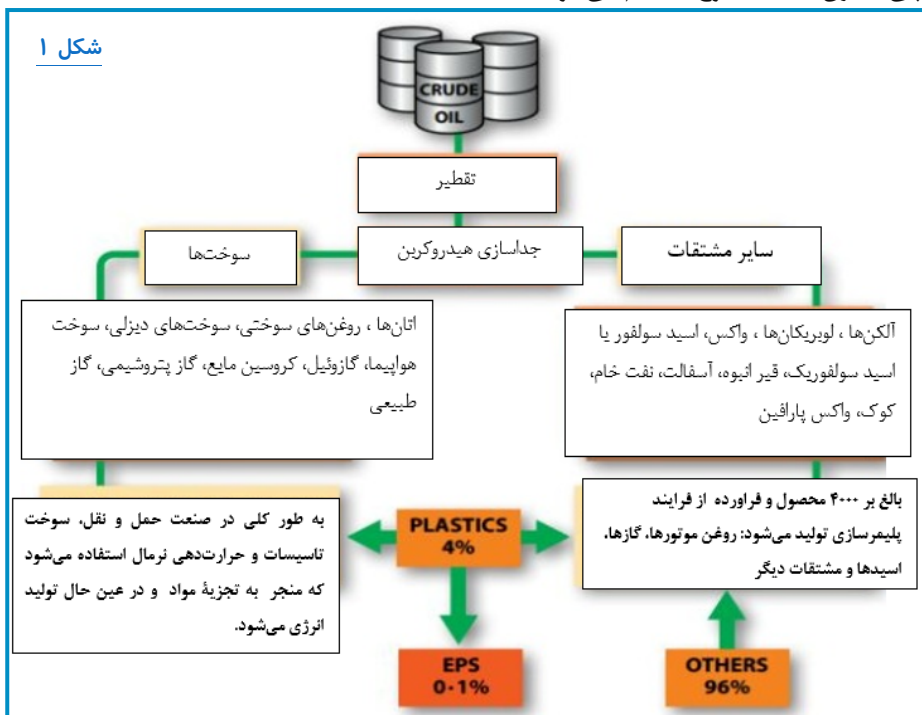 شکل ۱
CRUDE
OIL
تقطیر
سوخت‌ها
جداسازی هیدروکربن
سایر مشتقات
اتان‌ها ، روغن‌های سوختی، سوخت‌های دیزلی، سوخت
هواپیما، گازوئیل، کروسین مایع، گاز پتروشیمی، گاز
طبیعی
آلکن‌ها ، لوبریکان‌ها ، واکس، اسید سولفور یا
اسید سولفوریک، قیر انبوه، آسفالت، نفت خام،
کوک، واکس پارافین
به طور کلی در صنعت حمل و نقل، سوخت
تاسیسات و حرارت‌دهی نرمال استفاده می‌شود
که منجر به تجزیهٔ مواد و در عین حال تولید
انرژی می‌شود.
PLASTICS
4%
بالغ بر ۴۰۰۰ محصول و فراورده از فرایند
پلیمرسازی تولید می‌شود: روغن موتورها، گازها،
اسیدها و مشتقات دیگر
EPS
0·1%
OTHERS
96%